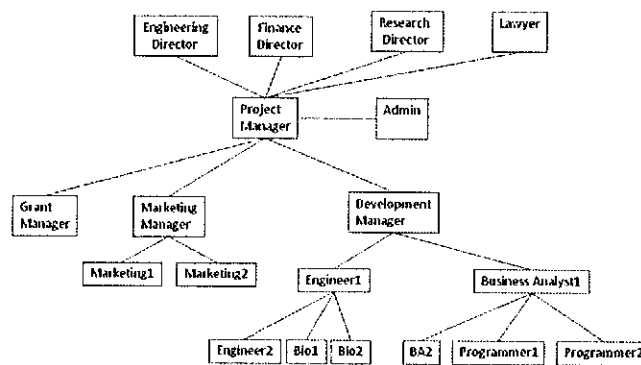 Engineering
Director
Finance
Director
Research
Director
Lawyer
Project
Manager
Admin
Grant
Manager
Marketing
Manager
Development
Manager
Marketing1
Marketing2
Engineer1
Business Analyst1
Engineer2
Bio1
Bio2
BA2
Programmer1
Programmer2